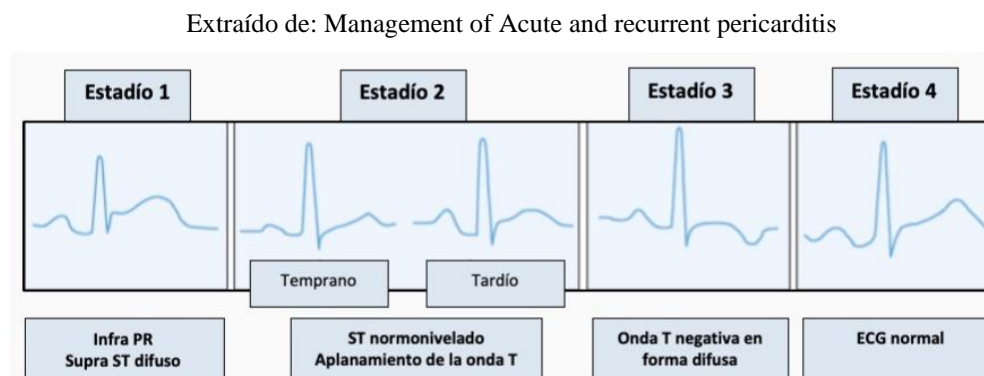 Extraído de: Management of Acute and recurrent pericarditis
Estadío 1
Estadío 2
Estadío 3
Estadío 4
Temprano
Tardío
Infra PR
Supra ST difuso
ST normonivelado
Aplanamiento de la onda T
Onda T negativa en
forma difusa
ECG normal